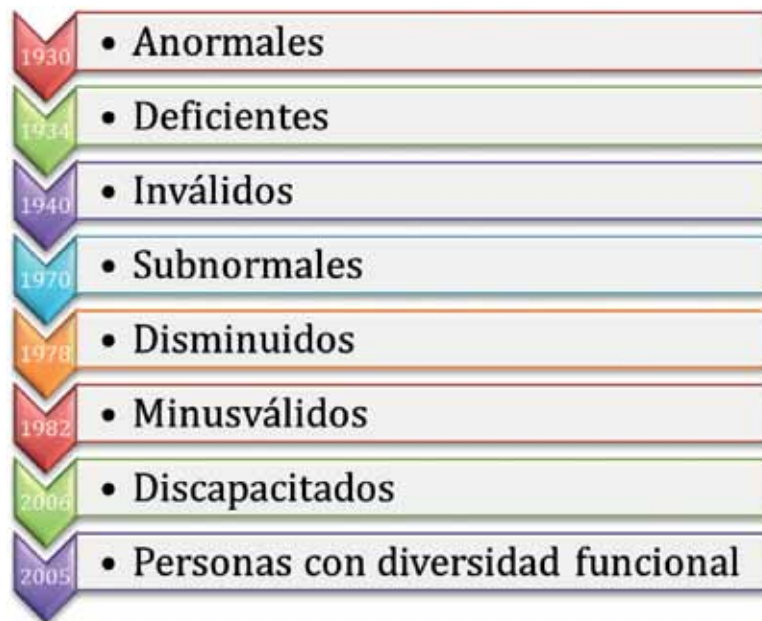 1930 • Anormales
1934 • Deficientes
1940 • Inválidos
1970 • Subnormales
1978 • Disminuidos
1982 • Minusválidos
2006 • Discapacitados
2005 • Personas con diversidad funcional